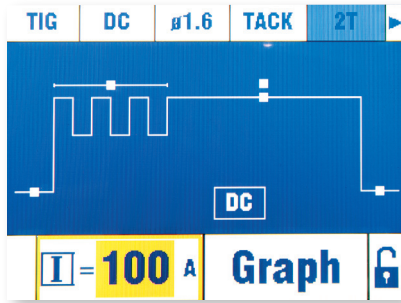 TIG DC ø1.6 TACK 2T
DC
I = 100 A Graph